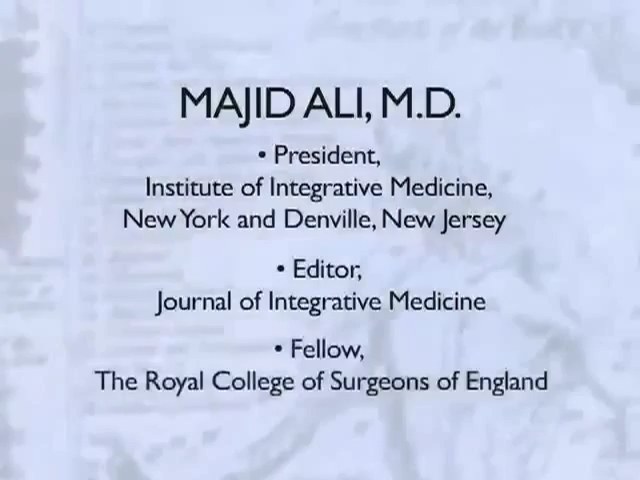 MAJID ALI, M.D.
• President,
Institute of Integrative Medicine,
New York and Denville, New Jersey
• Editor,
Journal of Integrative Medicine
• Fellow,
The Royal College of Surgeons of England